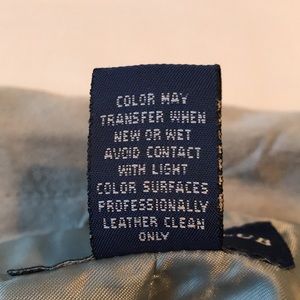 COLOR MAY
TRANSFER WHEN
NEW OR WET
AVOID CONTACT
WITH LIGHT
COLOR SURFACES
PROFESSIONALLY
LEATHER CLEAN
ONLY